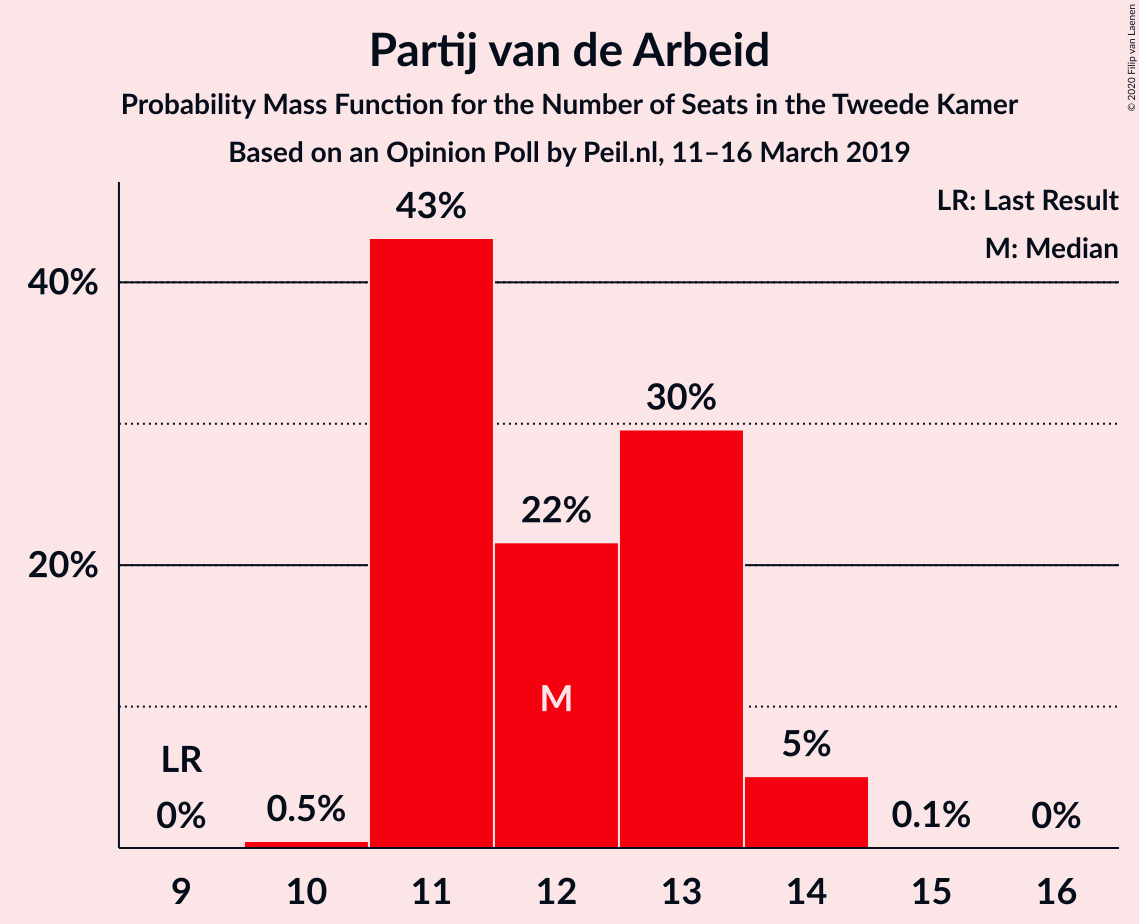 Partij van de Arbeid
Probability Mass Function for the Number of Seats in the Tweede Kamer
Based on an Opinion Poll by Peil.nl, 11–16 March 2019
© 2020 Filip van Laenen
LR: Last Result
M: Median
43%
40%
30%
22%
20%
M
LR
5%
0%
0.5%
0.1%
0%
9 10 11 12 13 14 15 16